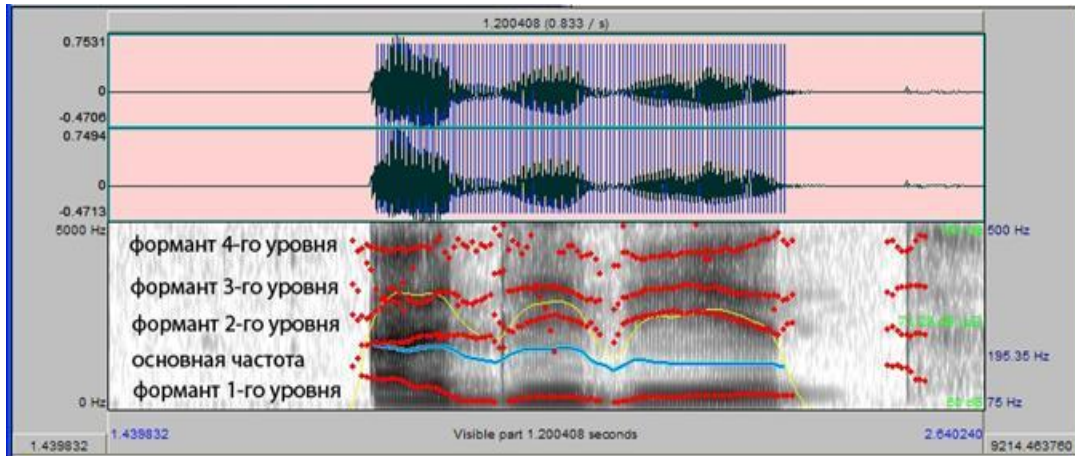 1.200408 (0.833 / s)
0.7531
0
-0.4706
0.7494
0
-0.4713
5000 Hz
500 Hz
формант 4-го уровня
формант 3-го уровня
формант 2-го уровня
основная частота
195.35 Hz
формант 1-го уровня
0 Hz
75 Hz
1.439832
Visible part 1.200408 seconds
2.640240
1.439832
9214.463760